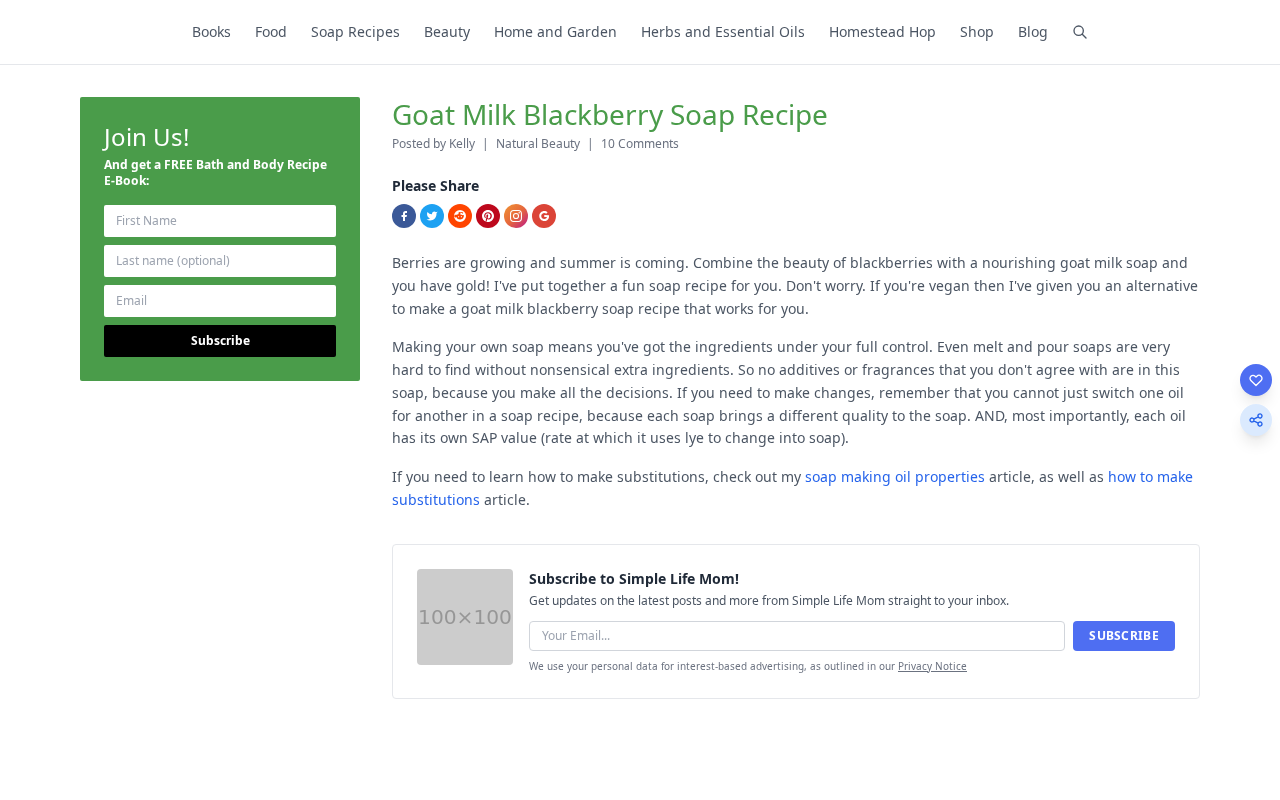 Books Food Soap Recipes Beauty Home and Garden Herbs and Essential Oils Homestead Hop Shop Blog
Join Us!
And get a FREE Bath and Body Recipe
E-Book:
First Name
Last name (optional)
Email
Subscribe
Goat Milk Blackberry Soap Recipe
Posted by Kelly | Natural Beauty | 10 Comments
Please Share
Berries are growing and summer is coming. Combine the beauty of blackberries with a nourishing goat milk soap and
you have gold! I've put together a fun soap recipe for you. Don't worry. If you're vegan then I've given you an alternative
to make a goat milk blackberry soap recipe that works for you.
Making your own soap means you've got the ingredients under your full control. Even melt and pour soaps are very
hard to find without nonsensical extra ingredients. So no additives or fragrances that you don't agree with are in this
soap, because you make all the decisions. If you need to make changes, remember that you cannot just switch one oil
for another in a soap recipe, because each soap brings a different quality to the soap. AND, most importantly, each oil
has its own SAP value (rate at which it uses lye to change into soap).
If you need to learn how to make substitutions, check out my soap making oil properties article, as well as how to make
substitutions article.
100×100
Subscribe to Simple Life Mom!
Get updates on the latest posts and more from Simple Life Mom straight to your inbox.
Your Email...
SUBSCRIBE
We use your personal data for interest-based advertising, as outlined in our Privacy Notice